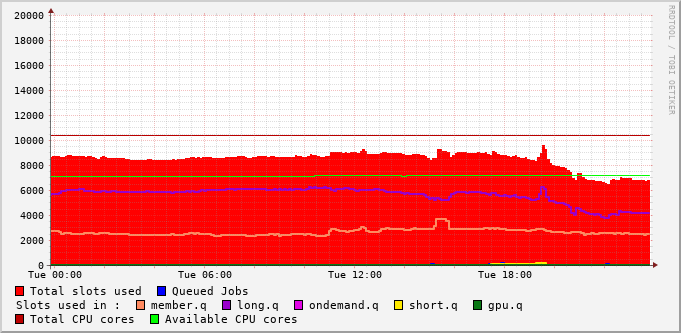 20000
18000
16000
14000
12000
10000
8000
6000
4000
2000
0
Tue 00:00 Tue 06:00 Tue 12:00 Tue 18:00
Total slots used Queued Jobs
Slots used in : member.q long.q ondemand.q short.q gpu.q
Total CPU cores Available CPU cores
RRDTOOL / TOBI OETIKER